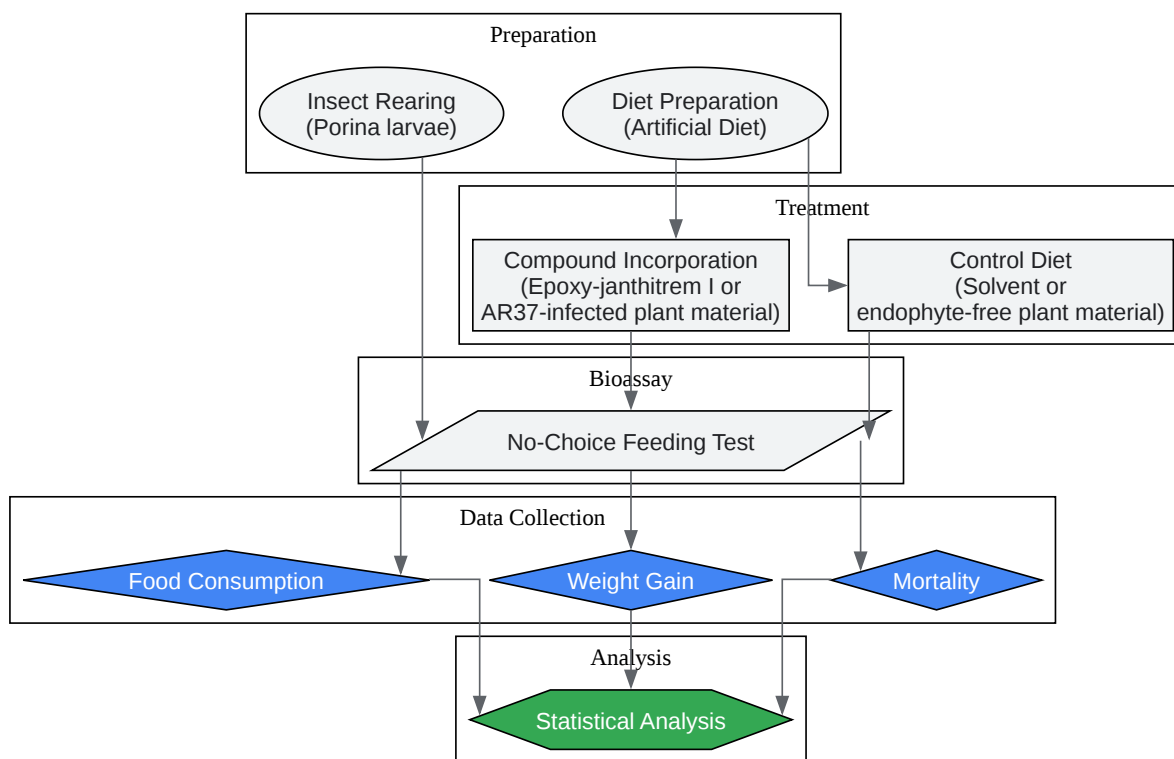 Preparation
Insect Rearing
(Porina larvae)
Diet Preparation
(Artificial Diet)
Treatment
Compound Incorporation
(Epoxy-janthitrem I or
AR37-infected plant material)
Control Diet
(Solvent or
endophyte-free plant material)
Bioassay
No-Choice Feeding Test
Data Collection
Food Consumption
Weight Gain
Mortality
Analysis
Statistical Analysis